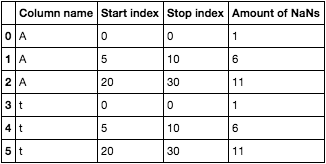 Column name Start index Stop index Amount of NaNs
0 A 0 0 1
1 A 5 10 6
2 A 20 30 11
3 t 0 0 1
4 t 5 10 6
5 t 20 30 11